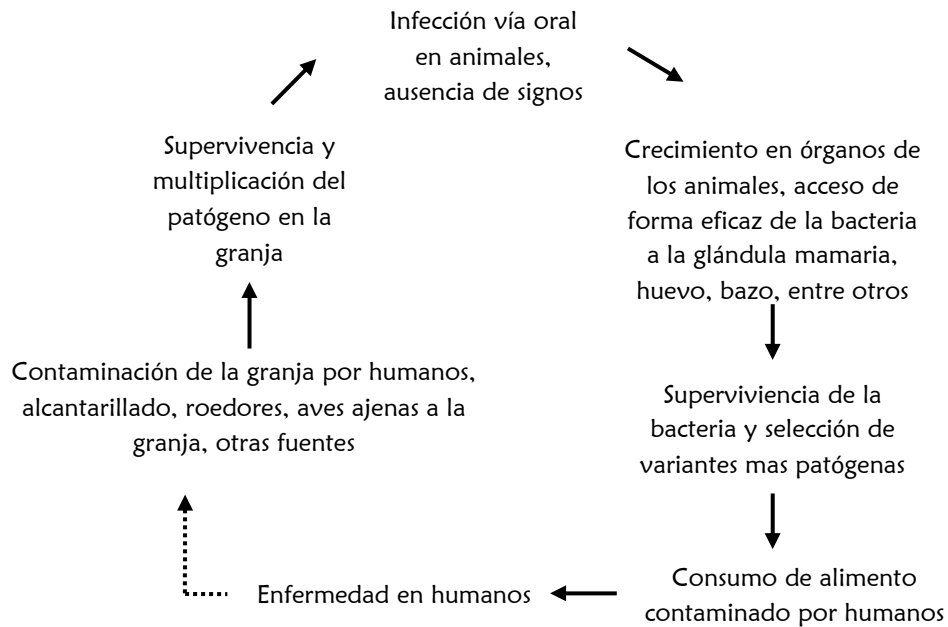 Infección vía oral
en animales,
ausencia de signos
Crecimiento en órganos de
los animales, acceso de
forma eficaz de la bacteria
a la glándula mamaria,
huevo, bazo, entre otros
Superviviencia de la
bacteria y selección de
variantes mas patógenas
Consumo de alimento
contaminado por humanos
Enfermedad en humanos
Contaminación de la granja por humanos,
alcantarillado, roedores, aves ajenas a la
granja, otras fuentes
Supervivencia y
multiplicación del
patógeno en la
granja